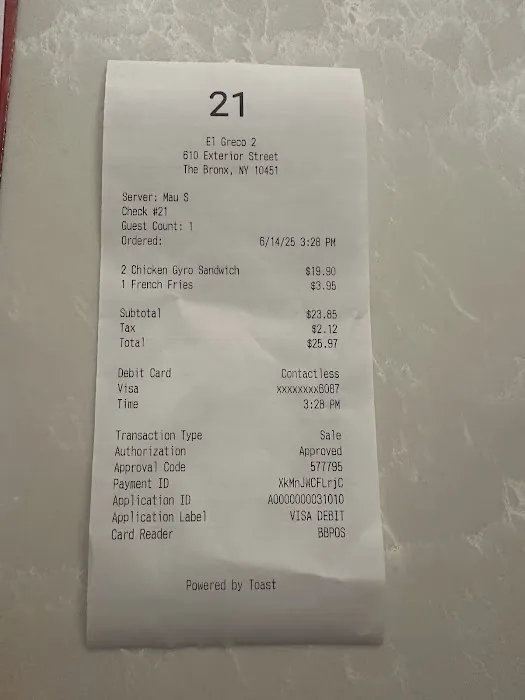 21
El Greco 2
610 Exterior Street
The Bronx, NY 10451
Server: Mau S
Check #21
Guest Count: 1
Ordered: 6/14/25 3:28 PM
2 Chicken Gyro Sandwich $19.90
1 French Fries $3.95
Subtotal $23.85
Tax $2.12
Total $25.97
Debit Card Contactless
Visa xxxxxxxx6087
Time 3:28 PM
Transaction Type Sale
Authorization Approved
Approval Code 577795
Payment ID XkMnJWCFLrjC
Application ID A0000000031010
Application Label VISA DEBIT
Card Reader BBPOS
Powered by Toast